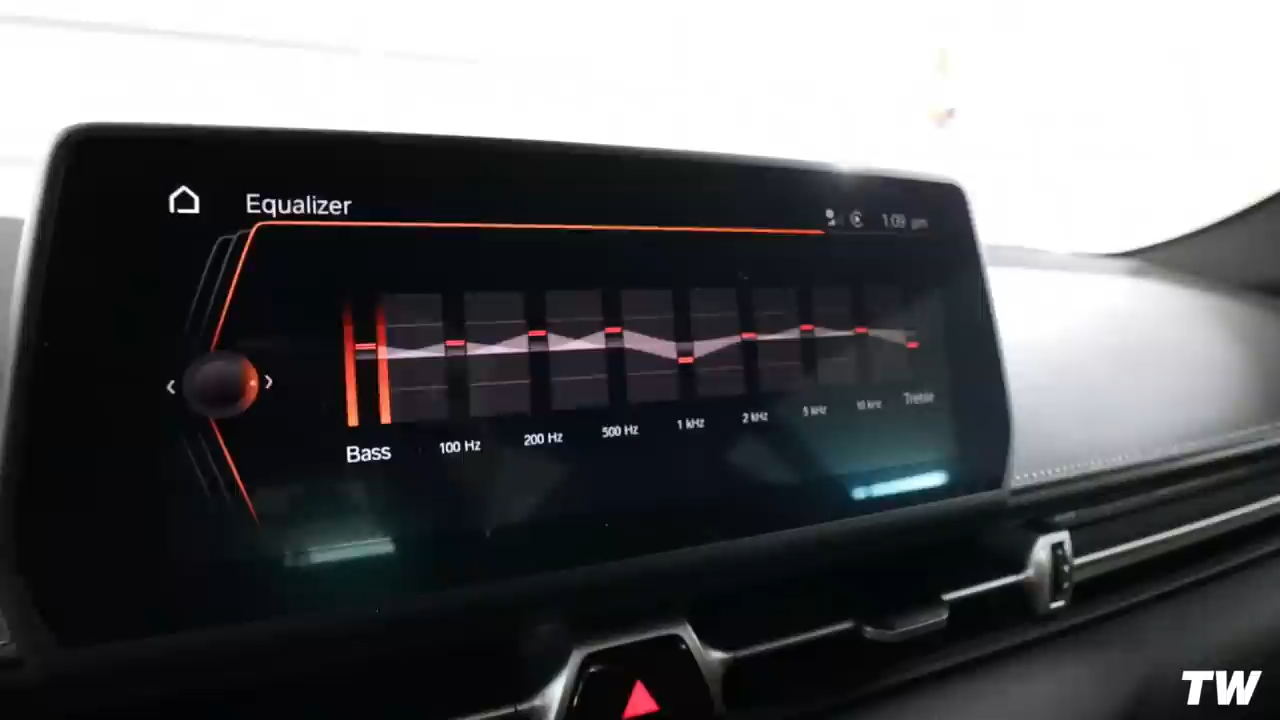 Equalizer
1:09 pm
Bass
100 Hz
200 Hz
500 Hz
1 kHz
2 kHz
5 kHz
10 kHz
Treble
TW